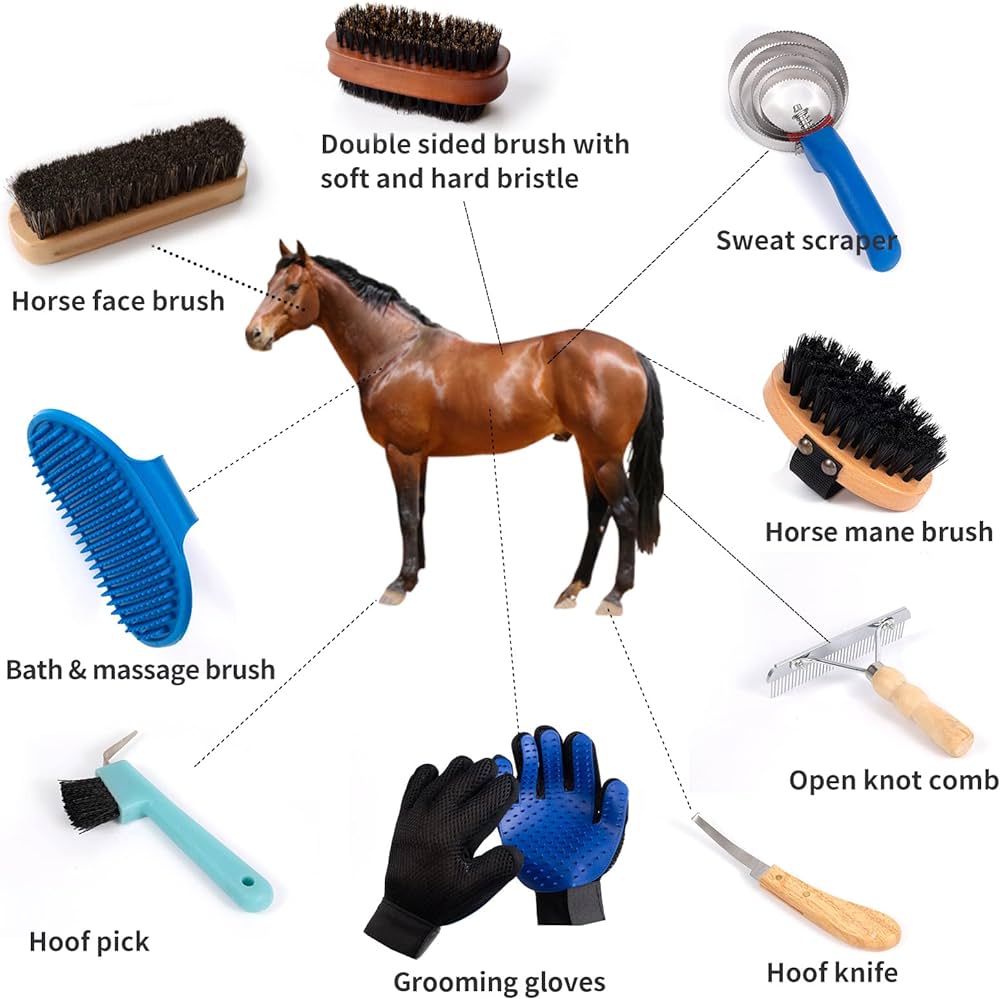 Double sided brush with
soft and hard bristle
Sweat scraper
Horse face brush
Horse mane brush
Bath & massage brush
Open knot comb
Hoof pick
Grooming gloves
Hoof knife